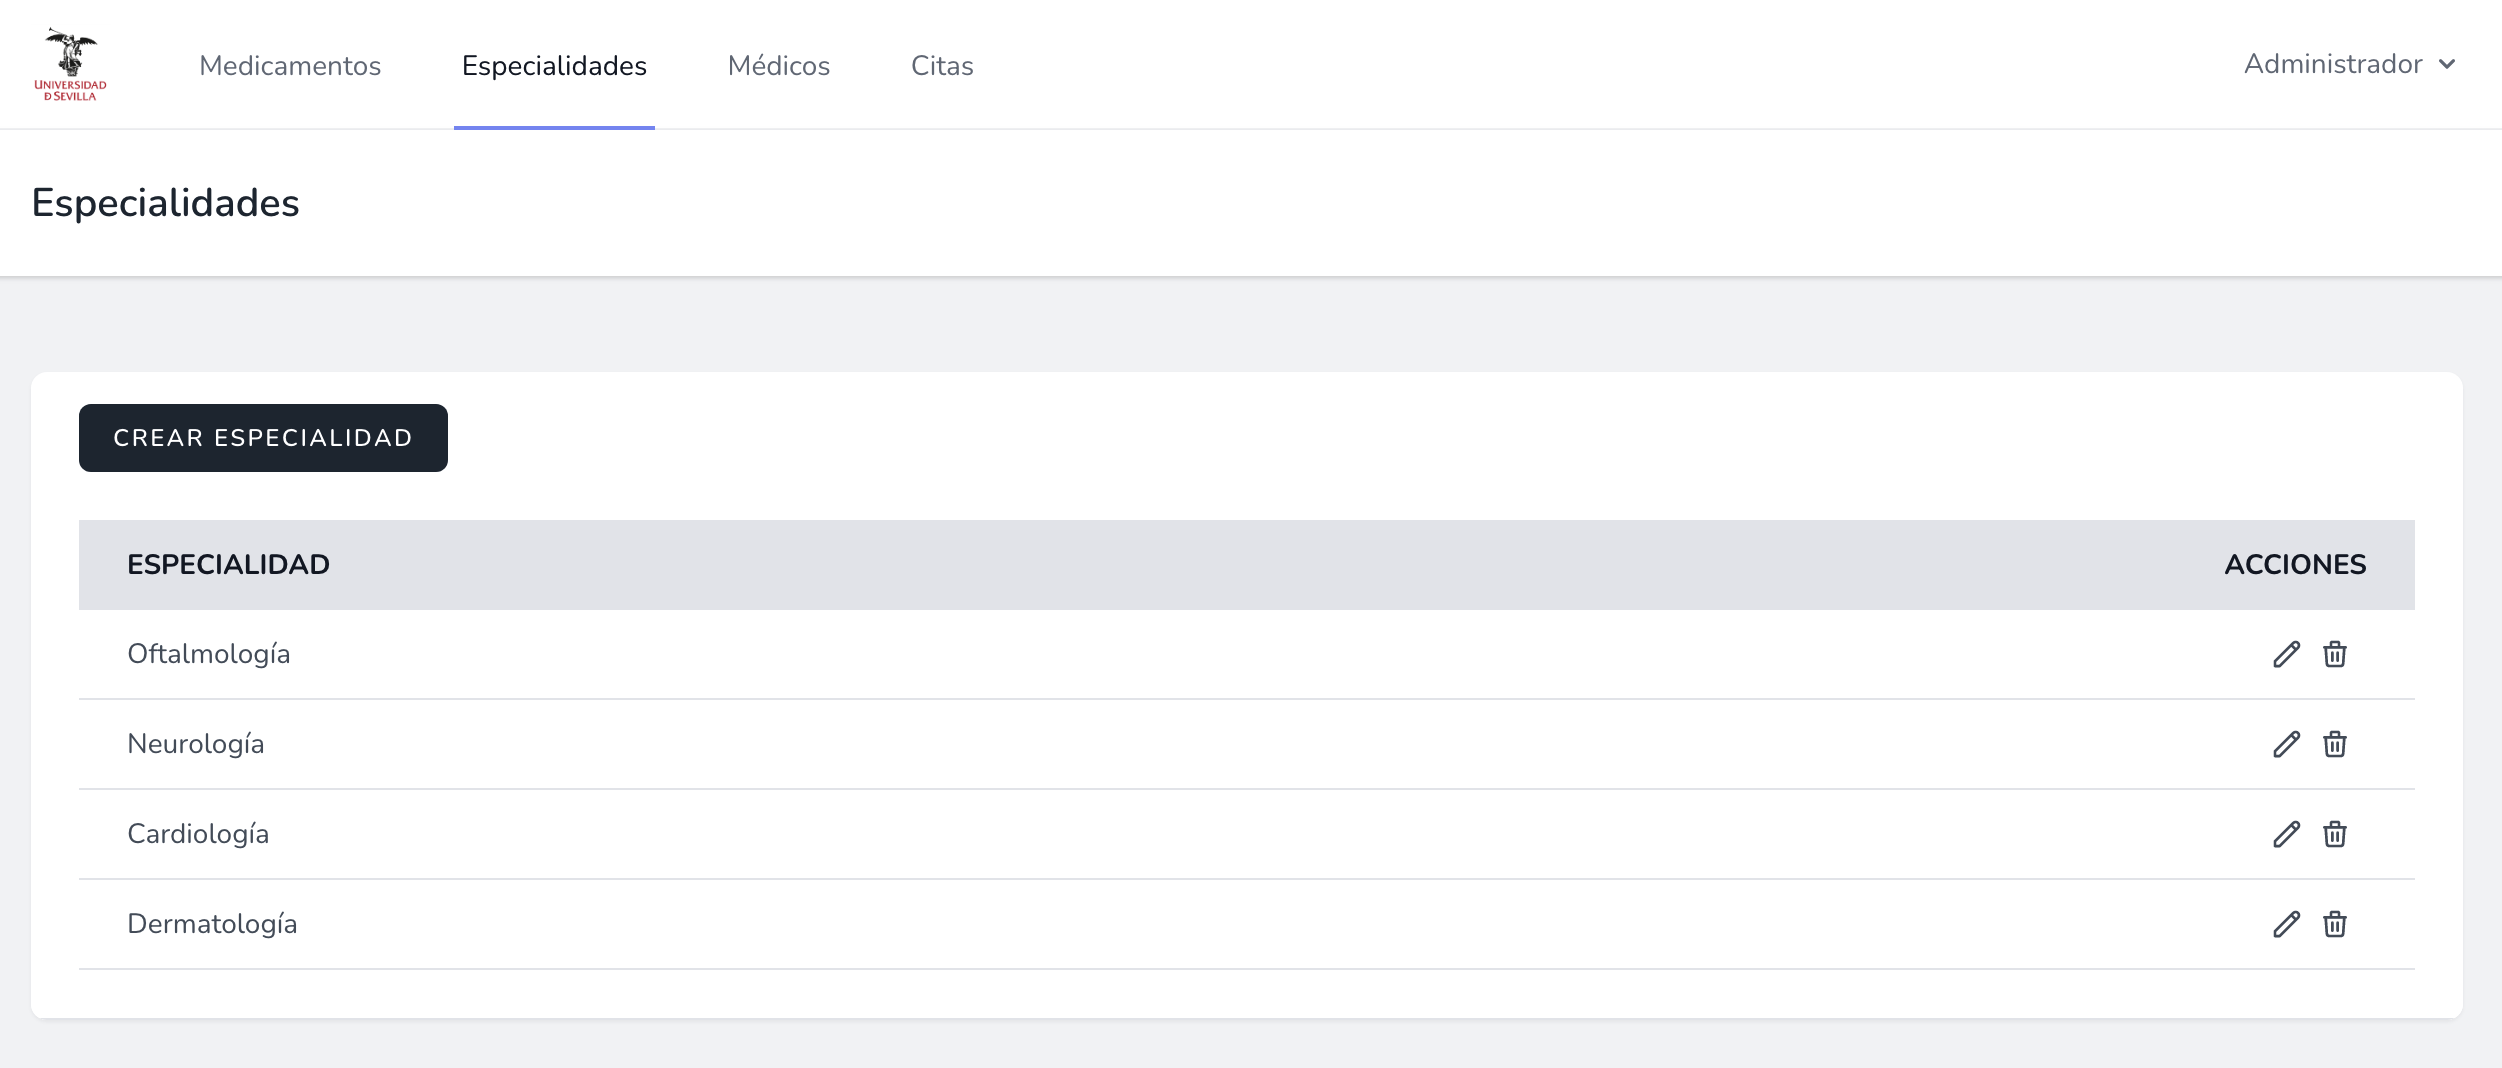 UNIVERSIDAD
D SEVILLA
Medicamentos
Especialidades
Médicos
Citas
Administrador
Especialidades
CREAR ESPECIALIDAD
ESPECIALIDAD ACCIONES
Oftalmología
Neurología
Cardiología
Dermatología